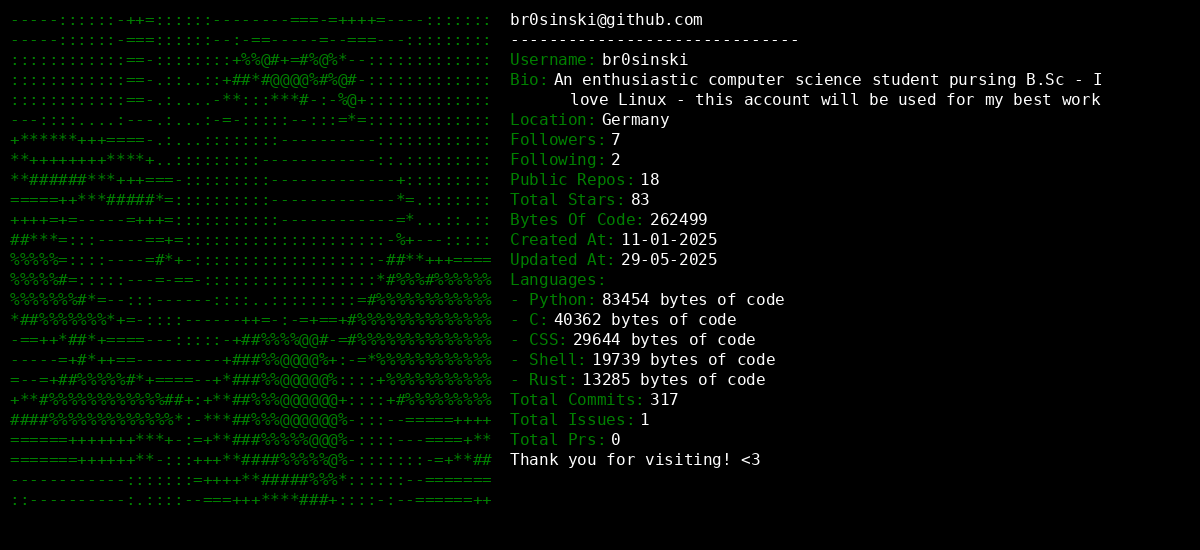 br0sinski@github.com
------------------------------
Username: br0sinski
Bio: An enthusiastic computer science student pursing B.Sc - I
love Linux - this account will be used for my best work
Location: Germany
Followers: 7
Following: 2
Public Repos: 18
Total Stars: 83
Bytes Of Code: 262499
Created At: 11-01-2025
Updated At: 29-05-2025
Languages:
- Python: 83454 bytes of code
- C: 40362 bytes of code
- CSS: 29644 bytes of code
- Shell: 19739 bytes of code
- Rust: 13285 bytes of code
Total Commits: 317
Total Issues: 1
Total Prs: 0
Thank you for visiting! <3